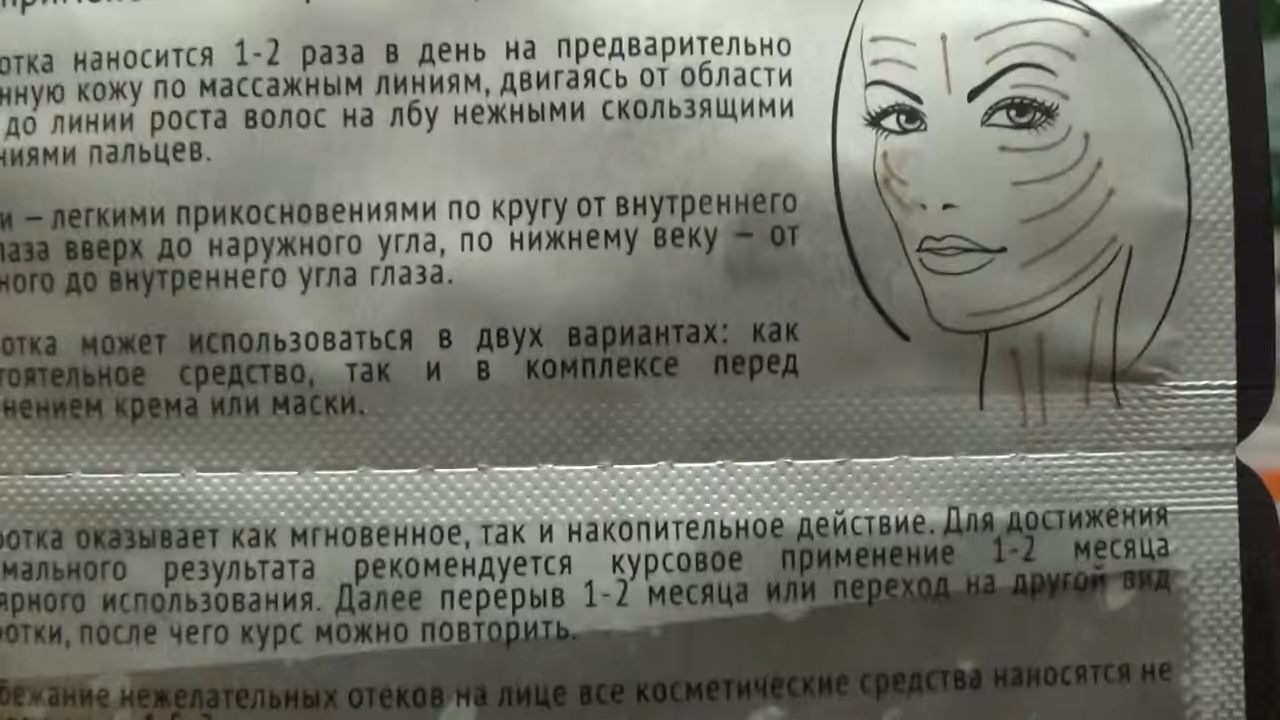 отка наносится 1-2 раза в день на предварительно
нную кожу по массажным линиям, двигаясь от области
до линии роста волос на лбу нежными скользящими
ниями пальцев.
и – легкими прикосновениями по кругу от внутреннего
лаза вверх до наружного угла, по нижнему веку – от
ного до внутреннего угла глаза.
отка может использоваться в двух вариантах: как
тоятельное средство, так и в комплексе перед
нением крема или маски.
отка оказывает как мгновенное, так и накопительное действие. Для достижения
мального результата рекомендуется курсовое применение 1-2 месяца
ярного использования. Далее перерыв 1-2 месяца или переход на другой вид
отки, после чего курс можно повторить.
бежание нежелательных отеков на лице все косметические средства наносятся не